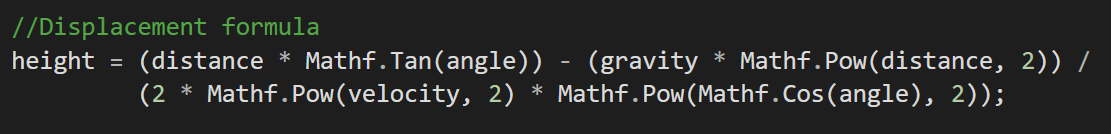 //Displacement formula
height = (distance * Mathf.Tan(angle)) - (gravity * Mathf.Pow(distance, 2)) /
(2 * Mathf.Pow(velocity, 2) * Mathf.Pow(Mathf.Cos(angle), 2));